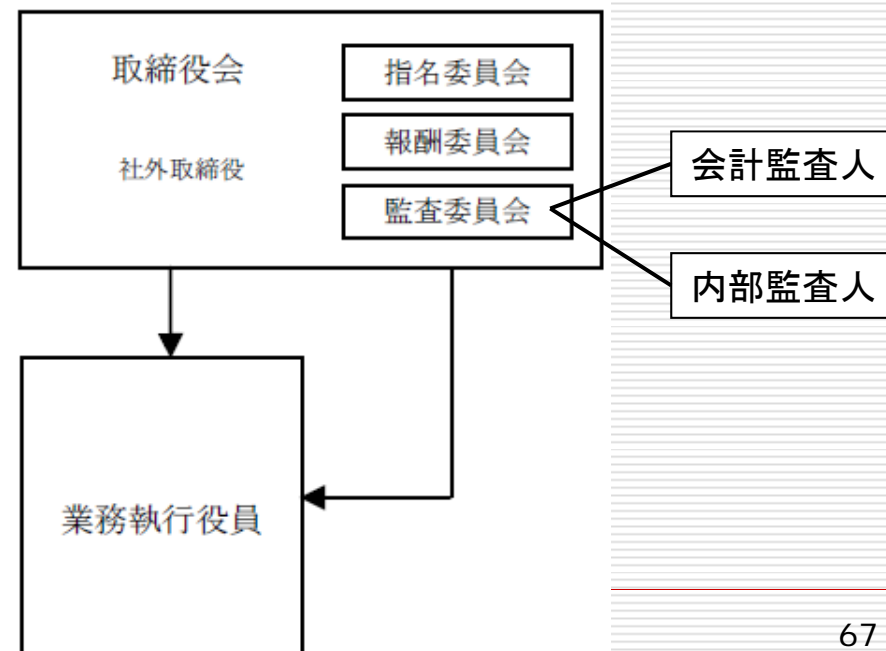 取締役会
社外取締役
指名委員会
報酬委員会
監査委員会
会計監査人
内部監査人
業務執行役員
67